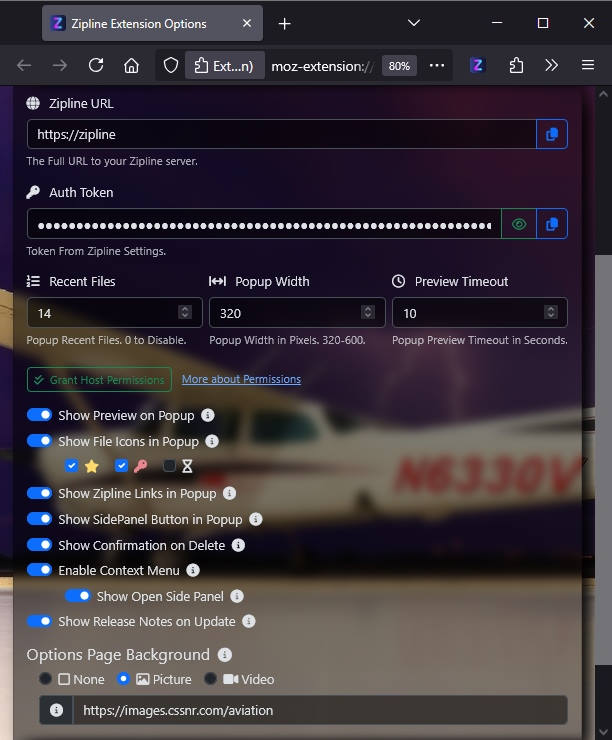 Zipline Extension Options
Ext...n) moz-extension:// 80%
Zipline URL
https://zipline
The Full URL to your Zipline server.
Auth Token
Token From Zipline Settings.
Recent Files Popup Width Preview Timeout
14 320 10
Popup Recent Files. 0 to Disable. Popup Width in Pixels. 320-600. Popup Preview Timeout in Seconds.
Grant Host Permissions More about Permissions
Show Preview on Popup
Show File Icons in Popup
Show Zipline Links in Popup
N6330V
Show SidePanel Button in Popup
Show Confirmation on Delete
Enable Context Menu
Show Open Side Panel
Show Release Notes on Update
Options Page Background
None Picture Video
https://images.cssnr.com/aviation